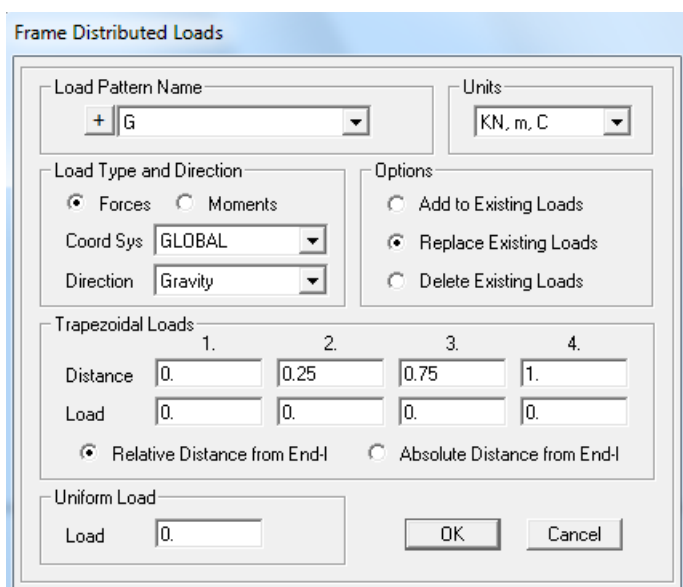 Frame Distributed Loads
Load Pattern Name
+ G
Units
KN, m, C
Load Type and Direction
Forces Moments
Coord Sys GLOBAL
Direction Gravity
Options
Add to Existing Loads
Replace Existing Loads
Delete Existing Loads
Trapezoidal Loads
1. 2. 3. 4.
Distance 0. 0.25 0.75 1.
Load 0. 0. 0. 0.
Relative Distance from End-I Absolute Distance from End-I
Uniform Load
Load 0.
OK Cancel